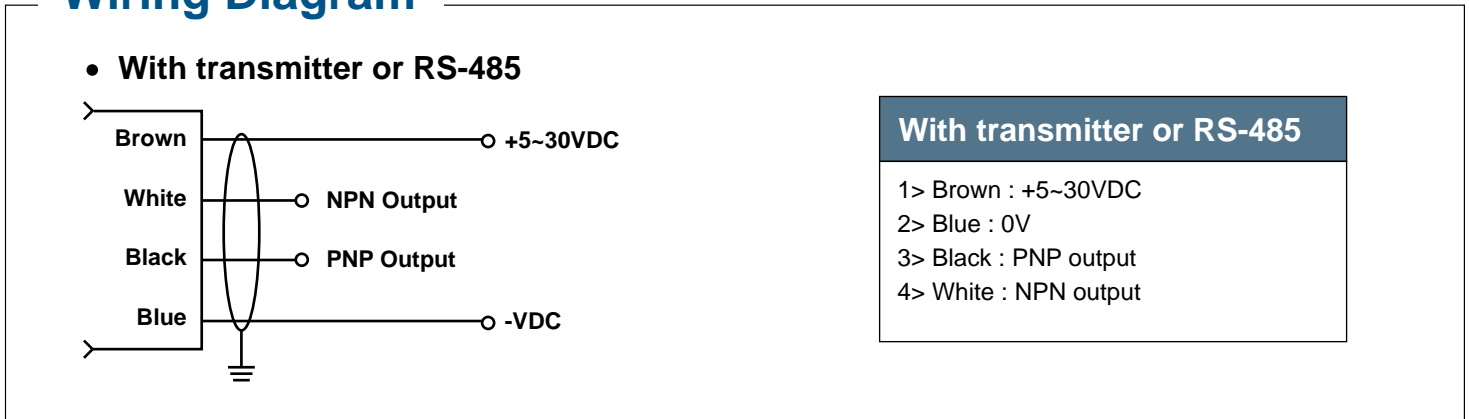 Wiring Diagram
• With transmitter or RS-485
Brown
+5~30VDC
White
NPN Output
Black
PNP Output
Blue
-VDC
With transmitter or RS-485
1> Brown : +5~30VDC
2> Blue : 0V
3> Black : PNP output
4> White : NPN output